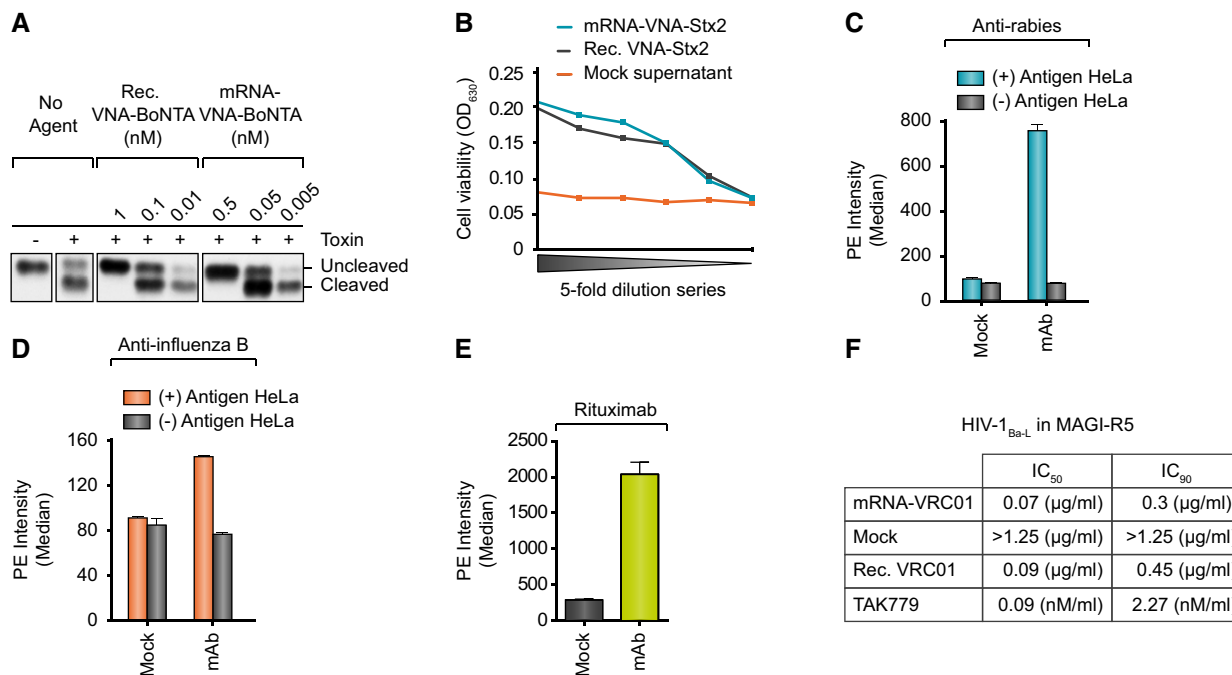 A
No
Agent
Rec.
VNA-BoNTA
(nM)
mRNA-
VNA-BoNTA
(nM)
1
0.1
0.01
0.5
0.05
0.005
- + + + + + + + Toxin
Uncleaved
Cleaved
B
mRNA-VNA-Stx2
Rec. VNA-Stx2
Mock supernatant
Cell viability (OD630)
0.25
0.20
0.15
0.10
0.05
0
5-fold dilution series
C
Anti-rabies
(+) Antigen HeLa
(-) Antigen HeLa
PE Intensity
(Median)
800
600
400
200
0
Mock
mAb
D
Anti-influenza B
(+) Antigen HeLa
(-) Antigen HeLa
PE Intensity
(Median)
160
120
80
40
0
Mock
mAb
E
Rituximab
PE Intensity
(Median)
2500
2000
1500
1000
500
0
Mock
mAb
F
HIV-1Ba-L in MAGI-R5
IC50 IC90
mRNA-VRC01 0.07 (µg/ml) 0.3 (µg/ml
Mock >1.25 (µg/ml) >1.25 (µg/ml
Rec. VRC01 0.09 (µg/ml) 0.45 (µg/ml
TAK779 0.09 (nM/ml) 2.27 (nM/ml